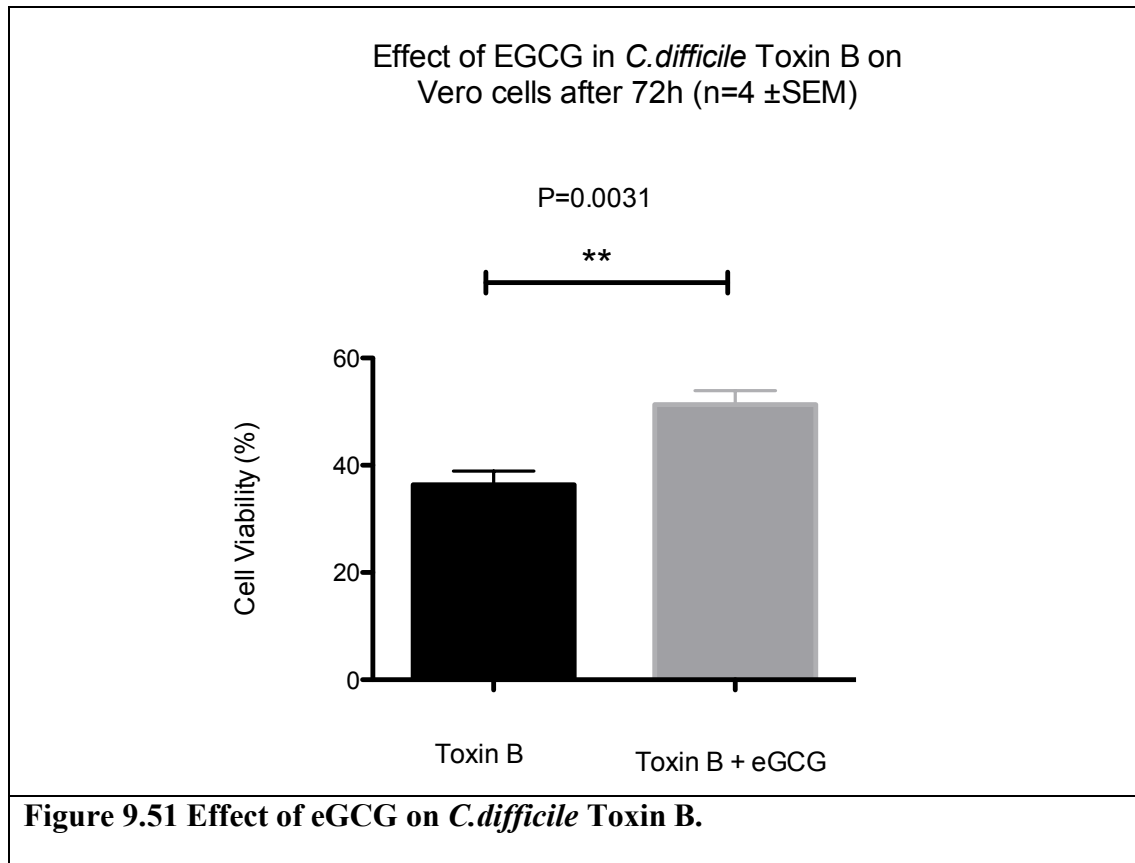 Effect of EGCG in C.difficile Toxin B on
Vero cells after 72h (n=4 ±SEM)
P=0.0031
**
60
40
20
0
Cell Viability (%)
Toxin B
Toxin B + eGCG
Figure 9.51 Effect of eGCG on C.difficile Toxin B.